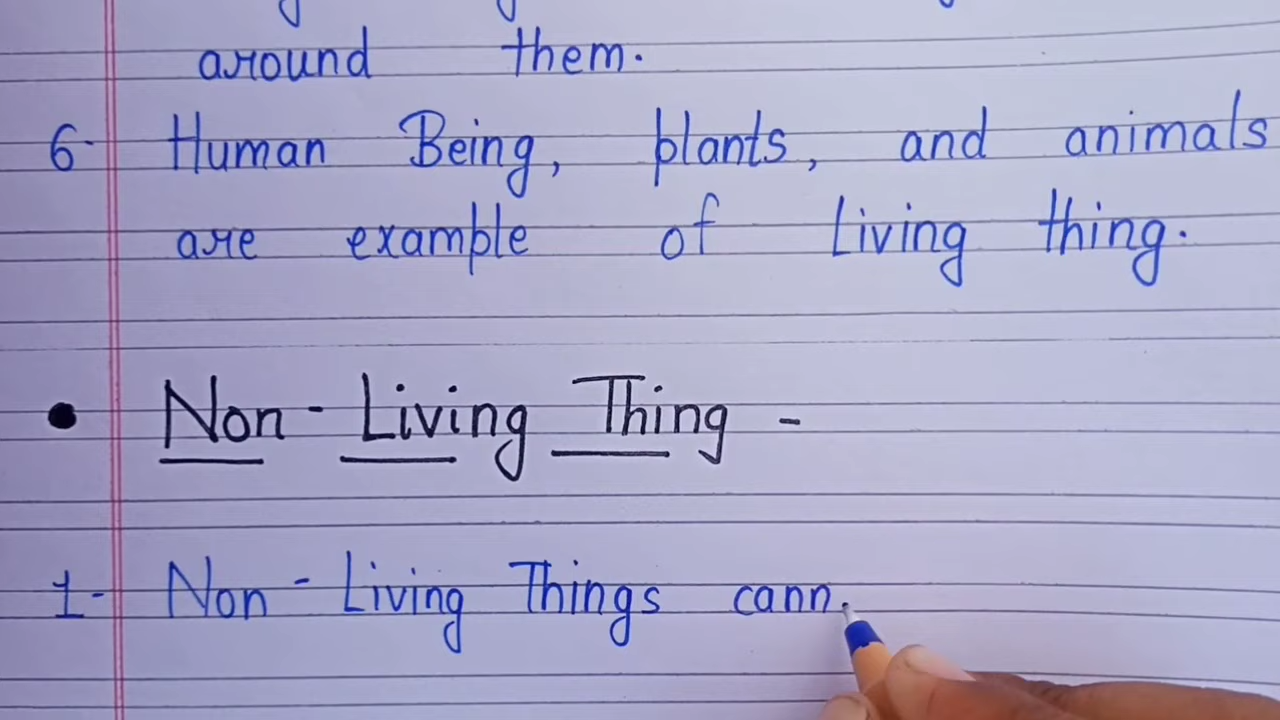 around them.
6- Human Being, plants, and animals
are example of Living thing.
• Non-Living Thing -
1- Non-Living Things cann